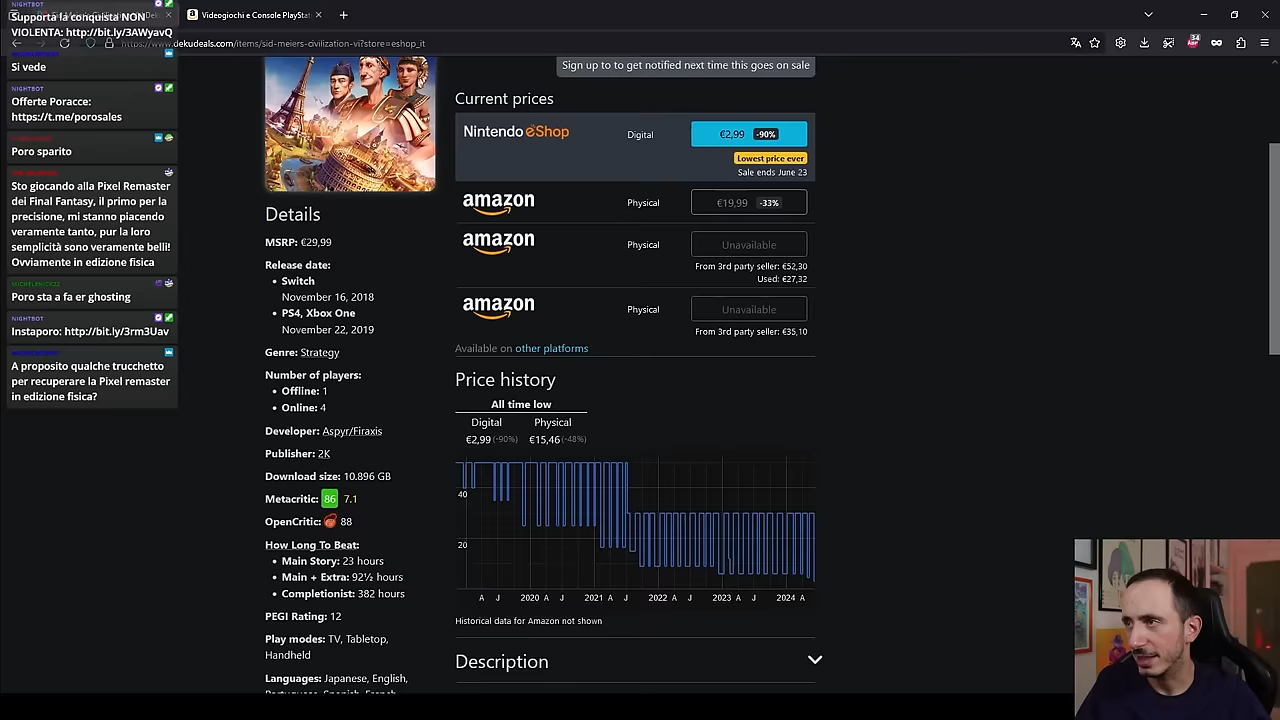 Supporta la conquista NON
VIOLENTA: http://bit.ly/3AWyavQ
Si vede
NIGHTBOT
Offerte Poracce:
https://t.me/porosales
Poro sparito
Sto giocando alla Pixel Remaster
dei Final Fantasy, il primo per la
precisione, mi stanno piacendo
veramente tanto, pur la loro
semplicità sono veramente belli!
Ovviamente in edizione fisica
Poro sta a fa er ghosting
NIGHTBOT
Instaporo: http://bit.ly/3rm3Uav
A proposito qualche trucchetto
per recuperare la Pixel remaster
in edizione fisica?
Videogiochi e Console PlayStati
https://www.dekudeals.com/items/sid-meiers-civilization-vi?store=eshop_it
34
Sign up to to get notified next time this goes on sale
Current prices
Nintendo eShop
Digital
€2,99 -90%
Lowest price ever
Sale ends June 23
amazon
Physical
€19,99 -33%
amazon
Physical
Unavailable
From 3rd party seller: €52,30
Used: €27,32
amazon
Physical
Unavailable
From 3rd party seller: €35,10
Available on other platforms
Details
MSRP: €29,99
Release date:
Switch
November 16, 2018
PS4, Xbox One
November 22, 2019
Genre: Strategy
Number of players:
Offline: 1
Online: 4
Developer: Aspyr/Firaxis
Publisher: 2K
Download size: 10.896 GB
Metacritic: 86 7.1
OpenCritic: 88
How Long To Beat:
Main Story: 23 hours
Main + Extra: 92½ hours
Completionist: 382 hours
PEGI Rating: 12
Play modes: TV, Tabletop,
Handheld
Languages: Japanese, English,
Portuguese, Spanish, French,
Price history
All time low
Digital Physical
€2,99 (-90%) €15,46 (-48%)
40
20
A J 2020 A J 2021 A J 2022 A J 2023 A J 2024 A
Historical data for Amazon not shown
Description